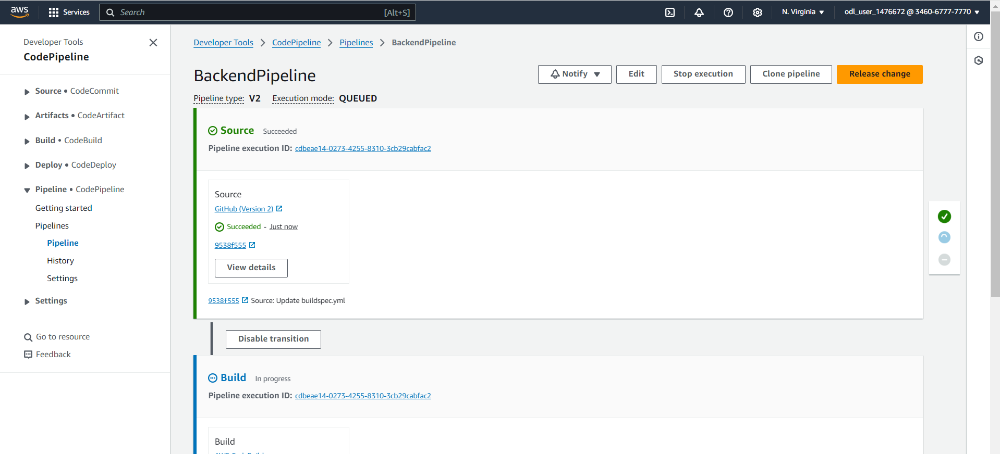 aws Services Search [Alt+S] N. Virginia odl_user_1476672 @ 3460-6777-7770
Developer Tools
CodePipeline
Source • CodeCommit
Artifacts • CodeArtifact
Build • CodeBuild
Deploy • CodeDeploy
Pipeline • CodePipeline
Getting started
Pipelines
Pipeline
History
Settings
Settings
Go to resource
Feedback
Developer Tools CodePipeline Pipelines BackendPipeline
BackendPipeline
Notify Edit Stop execution Clone pipeline Release change
Pipeline type: V2 Execution mode: QUEUED
Source Succeeded
Pipeline execution ID: cdbeae14-0273-4255-8310-3cb29cabfac2
Source
GitHub (Version 2)
Succeeded - Just now
9538f555
View details
9538f555 Source: Update buildspec.yml
Disable transition
Build In progress
Pipeline execution ID: cdbeae14-0273-4255-8310-3cb29cabfac2
Build
AWS CodeBuild